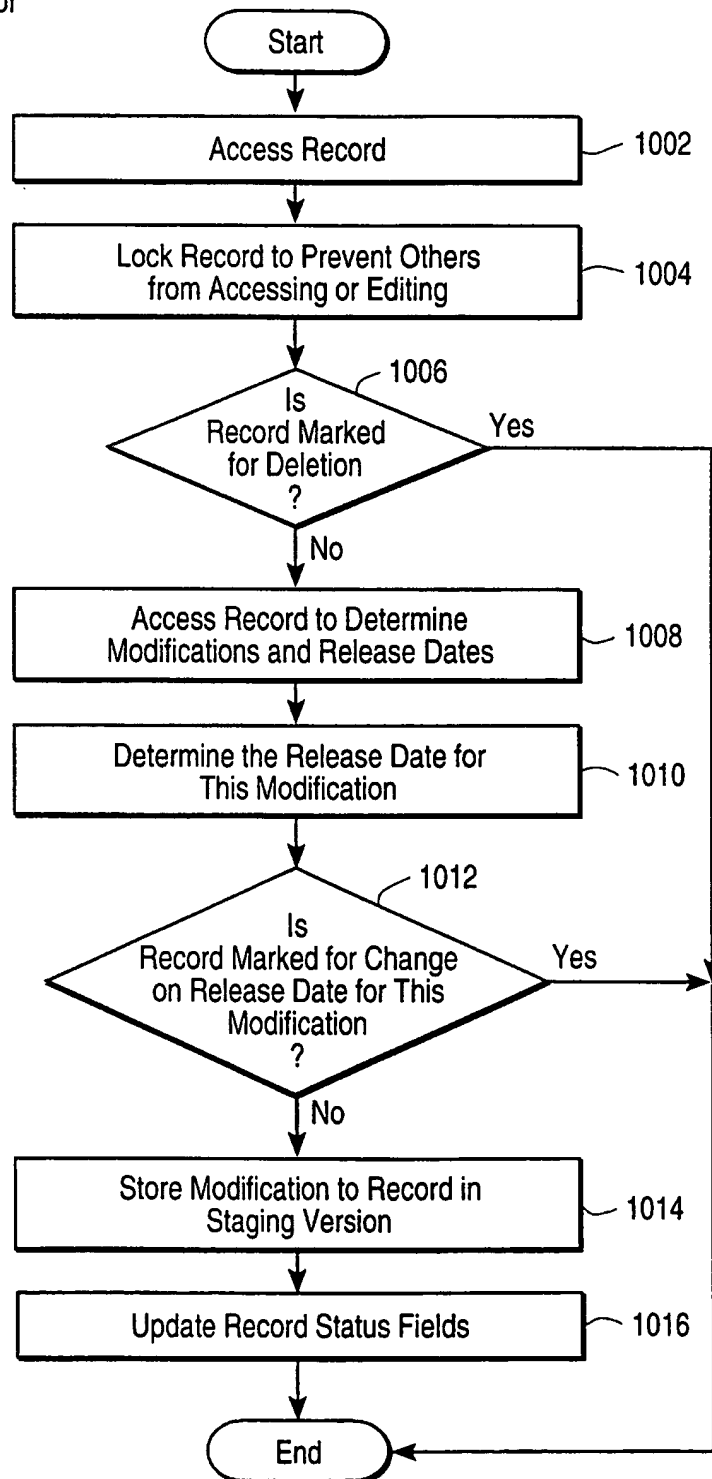 Start
Access Record
1002
Lock Record to Prevent Others
from Accessing or Editing
1004
1006
Is
Record Marked
for Deletion
?
Yes
No
Access Record to Determine
Modifications and Release Dates
1008
Determine the Release Date for
This Modification
1010
1012
Is
Record Marked for Change
on Release Date for This
Modification
?
Yes
No
Store Modification to Record in
Staging Version
1014
Update Record Status Fields
1016
End